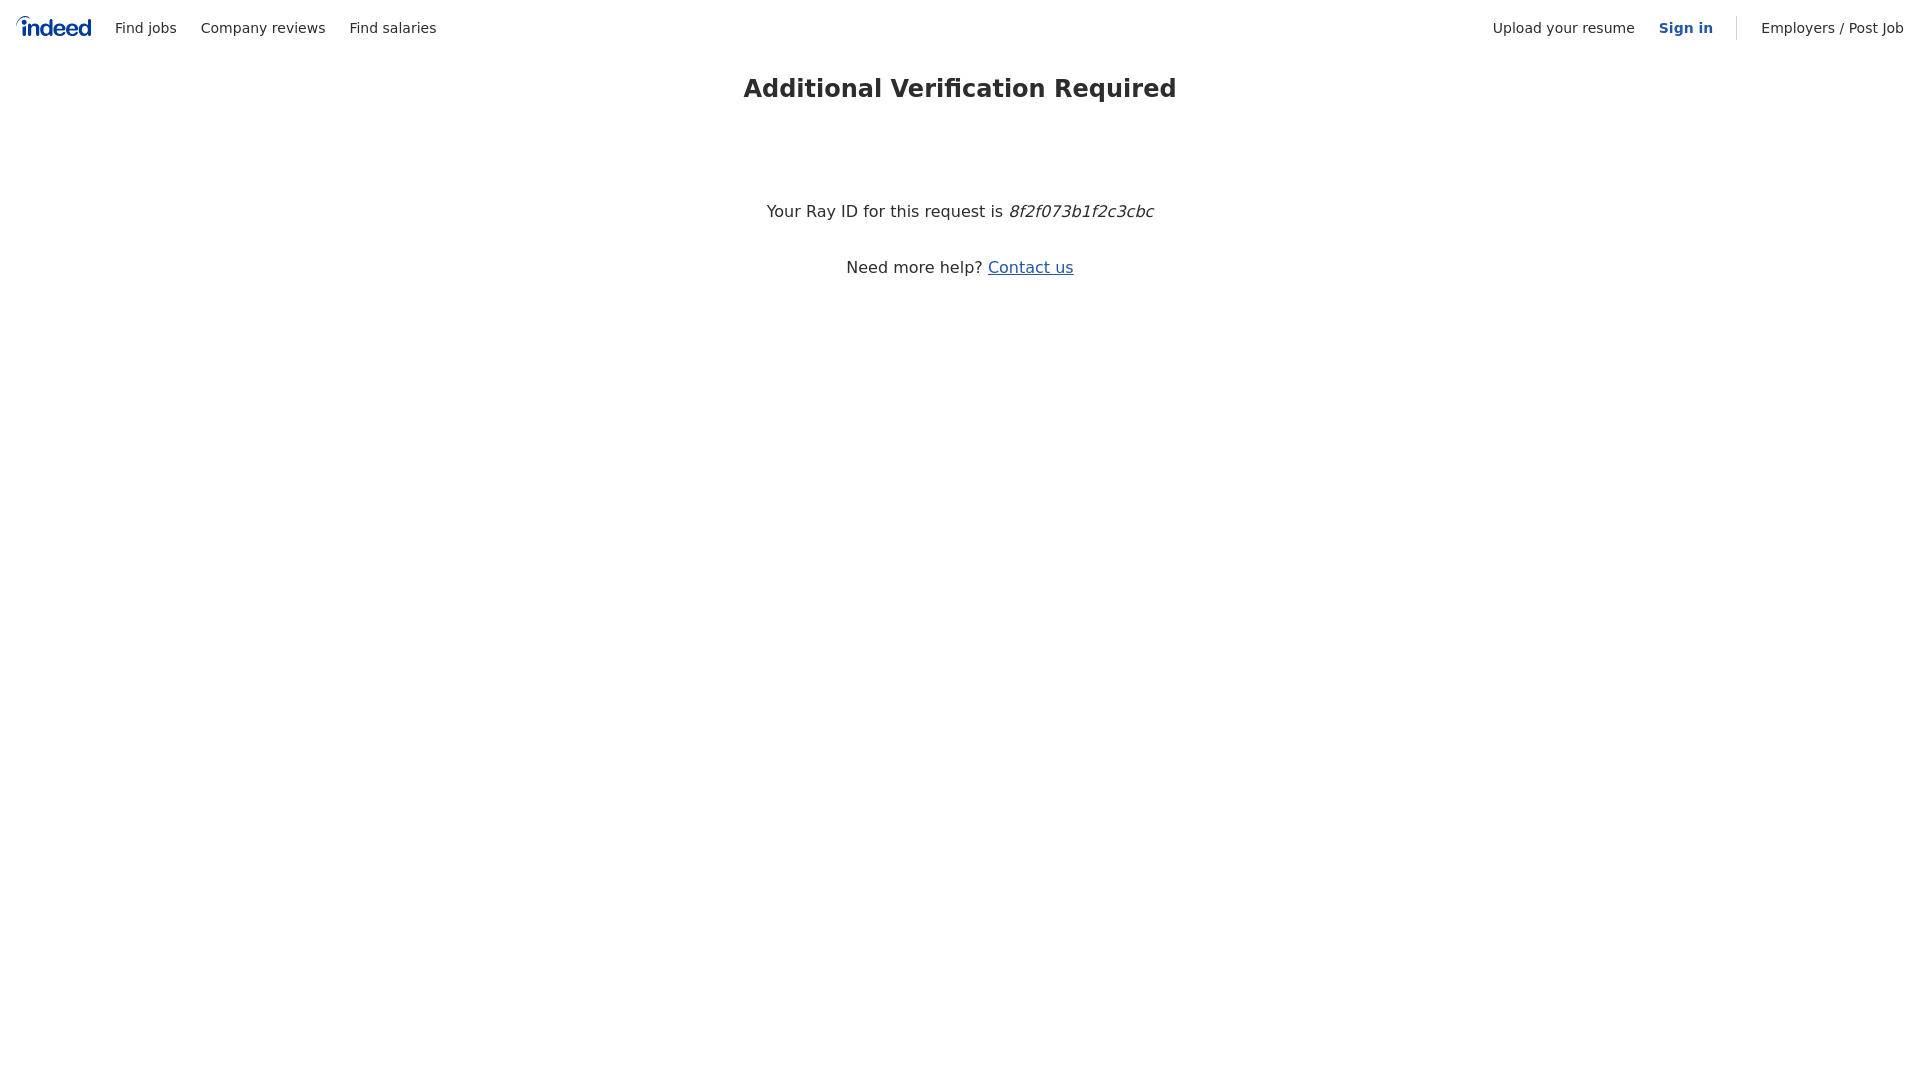 indeed Find jobs Company reviews Find salaries Upload your resume Sign in Employers / Post Job
Additional Verification Required
Your Ray ID for this request is 8f2f073b1f2c3cbc
Need more help? Contact us